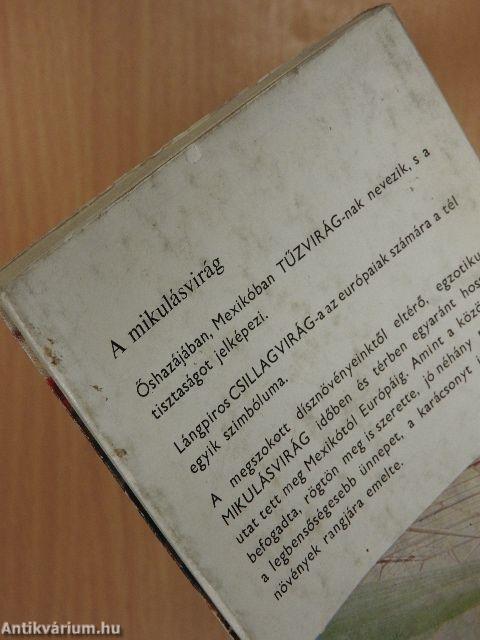 A mikulásvirág
Őshazájában, Mexikóban TŰZVIRÁG-nak nevezik, s a
tisztaságot jelképezi.
Lángpiros CSILLAGVIRÁG-a az európaiak számára a tél
egyik szimbóluma.
A megszokott dísznövényeinktől eltérő, egzotiku
MIKULÁSVIRÁG időben és térben egyaránt hoss
utat tett meg Mexikótól Európáig. Amint a közö
befogadta, rögtön meg is szerette, jó néhány
a legbensőségesebb ünnepet, a karácsonyt
növények rangjára emelte.
Antikvárium.hu